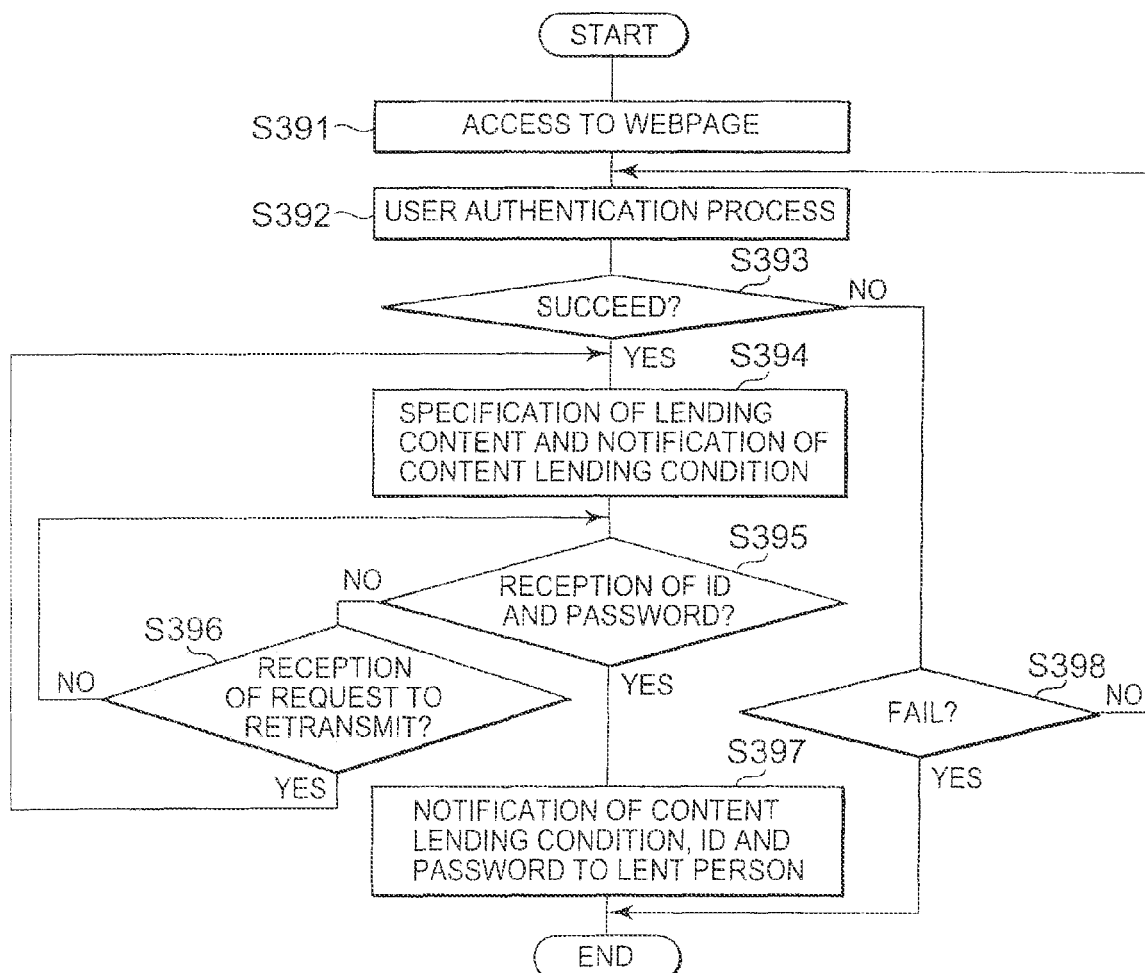 START
S391
ACCESS TO WEBPAGE
S392
USER AUTHENTICATION PROCESS
S393
SUCCEED?
NO
YES
S394
SPECIFICATION OF LENDING
CONTENT AND NOTIFICATION OF
CONTENT LENDING CONDITION
S395
NO
RECEPTION OF ID
AND PASSWORD?
S396
NO
RECEPTION
OF REQUEST TO
RETRANSMIT?
YES
YES
S398
FAIL?
NO
YES
S397
NOTIFICATION OF CONTENT
LENDING CONDITION, ID AND
PASSWORD TO LENT PERSON
END